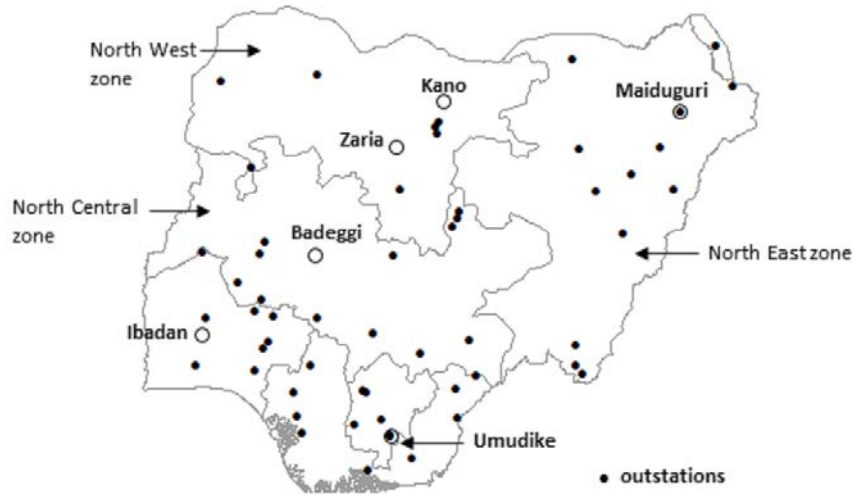 North West
zone
Kano
Maiduguri
Zaria
North Central
zone
Badeggi
North East zone
Ibadan
Umudike
outstations